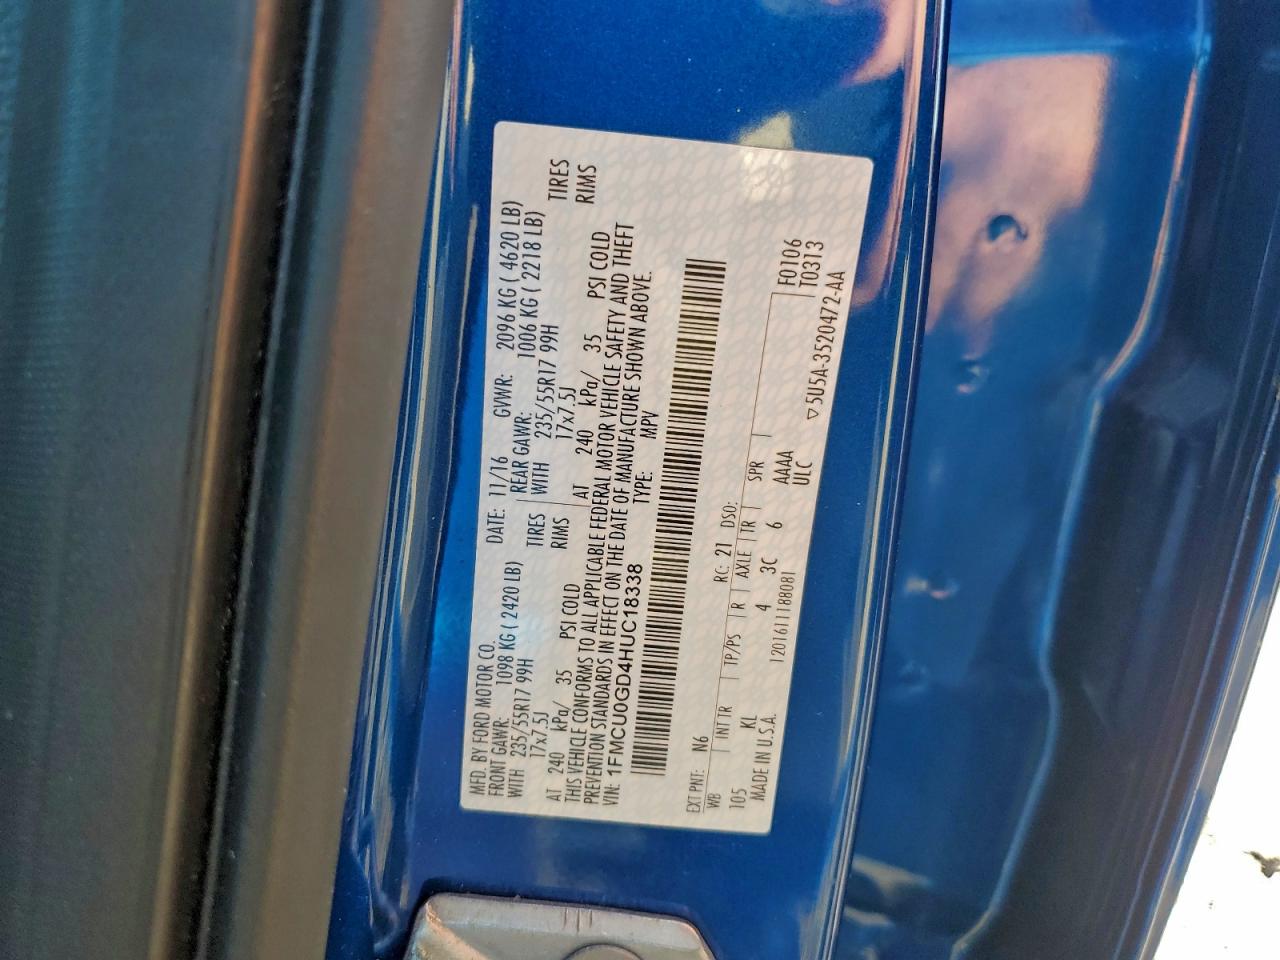 MFD. BY FORD MOTOR CO.
DATE: 11/16 GVWR: 2096 KG ( 4620 LB)
FRONT GAWR: 1098 KG ( 2420 LB)
REAR GAWR: 1006 KG ( 2218 LB)
WITH 235/55R17 99H TIRES
WITH 235/55R17 99H TIRES
17x7.5J RIMS
17x7.5J RIMS
AT 240 kPa/ 35 PSI COLD
AT 240 kPa/ 35 PSI COLD
THIS VEHICLE CONFORMS TO ALL APPLICABLE FEDERAL MOTOR VEHICLE SAFETY AND THEFT
PREVENTION STANDARDS IN EFFECT ON THE DATE OF MANUFACTURE SHOWN ABOVE.
VIN: 1FMCU0GD4HUC18338 TYPE: MPV
EXT PNT: N6 RC: 21 DSO:
WB INT TR TP/PS R AXLE TR SPR
F0106
105 KL 4 3C 6 AAAA
T0313
MADE IN U.S.A. 1201611188081 ULC
▽5U5A-3520472-AA